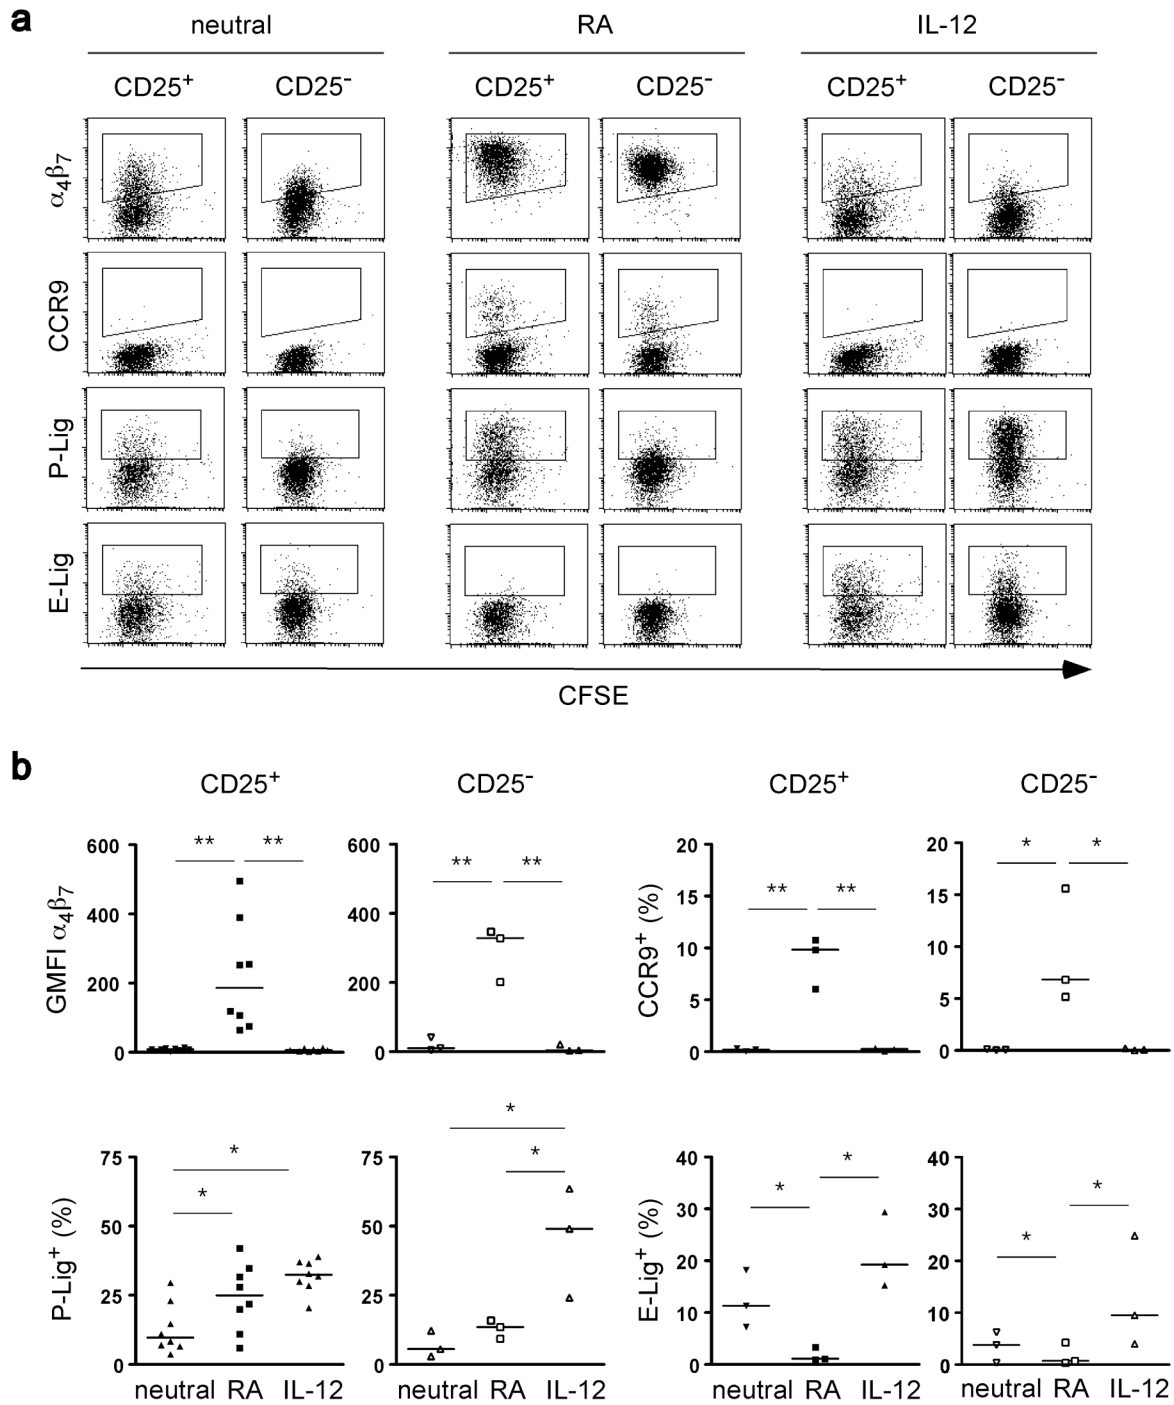 a
neutral RA IL-12
CD25+ CD25- CD25+ CD25- CD25+ CD25-
α4β7
CCR9
P-Lig
E-Lig
CFSE
b
CD25+ CD25- CD25+ CD25-
GMFI α4β7
600 400 200 0
** **
600 400 200 0
** **
CCR9+ (%)
20 15 10 5 0
** **
20 15 10 5 0
* *
P-Lig+ (%)
75 50 25 0
* *
75 50 25 0
* *
E-Lig+ (%)
40 30 20 10 0
* *
40 30 20 10 0
* *
neutral RA IL-12 neutral RA IL-12 neutral RA IL-12 neutral RA IL-12